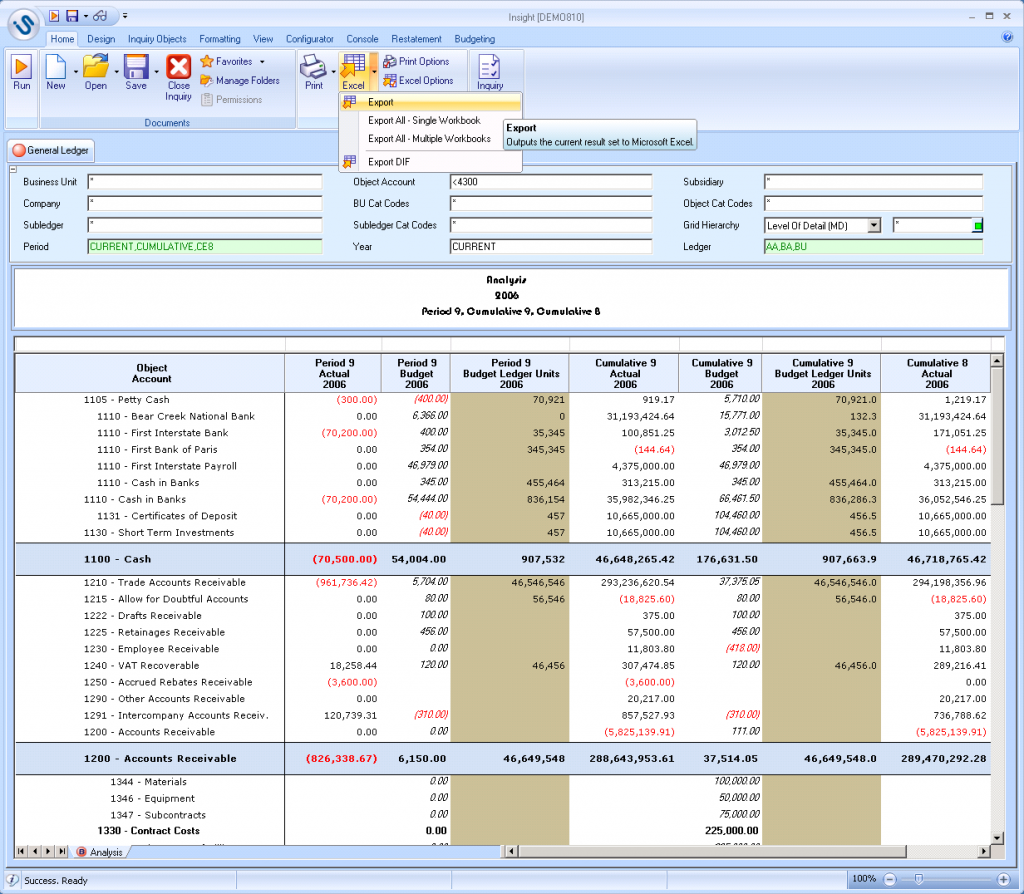 Insight [DEMO810]
Home Design Inquiry Objects Formatting View Configurator Console Restatement Budgeting
Run New Open Save Close Inquiry Favorites Manage Folders Permissions Print Excel Print Options Excel Options Inquiry
Documents
Export
Export All - Single Workbook
Export All - Multiple Workbooks
Export DIF
Export
Outputs the current result set to Microsoft Excel.
General Ledger
Business Unit * Object Account <4300 Subsidiary *
Company * BU Cat Codes * Object Cat Codes *
Subledger * Subledger Cat Codes * Grid Hierarchy Level Of Detail (MD) *
Period CURRENT,CUMULATIVE,CE8 Year CURRENT Ledger AA,BA,BU
Analysis
2006
Period 9, Cumulative 9, Cumulative 8
Object Account Period 9 Actual 2006 Period 9 Budget 2006 Period 9 Budget Ledger Units 2006 Cumulative 9 Actual 2006 Cumulative 9 Budget 2006 Cumulative 9 Budget Ledger Units 2006 Cumulative 8 Actual 2006
1105 - Petty Cash (300.00) (400.00) 70,921 919.17 5,710.00 70,921.0 1,219.17
1110 - Bear Creek National Bank 0.00 6,366.00 0 31,193,424.64 15,771.00 132.3 31,193,424.64
1110 - First Interstate Bank (70,200.00) 400.00 35,345 100,851.25 3,012.50 35,345.0 171,051.25
1110 - First Bank of Paris 0.00 354.00 345,345 (144.64) 354.00 345,345.0 (144.64)
1110 - First Interstate Payroll 0.00 46,979.00 4,375,000.00 46,979.00 4,375,000.00
1110 - Cash in Banks 0.00 345.00 455,464 313,215.00 345.00 455,464.0 313,215.00
1110 - Cash in Banks (70,200.00) 54,444.00 836,154 35,982,346.25 66,461.50 836,286.3 36,052,546.25
1131 - Certificates of Deposit 0.00 (40.00) 457 10,665,000.00 104,460.00 456.5 10,665,000.00
1130 - Short Term Investments 0.00 (40.00) 457 10,665,000.00 104,460.00 456.5 10,665,000.00
1100 - Cash (70,500.00) 54,004.00 907,532 46,648,265.42 176,631.50 907,663.9 46,718,765.42
1210 - Trade Accounts Receivable (961,736.42) 5,704.00 46,546,546 293,236,620.54 37,375.05 46,546,546.0 294,198,356.96
1215 - Allow for Doubtful Accounts 0.00 80.00 56,546 (18,825.60) 80.00 56,546.0 (18,825.60)
1222 - Drafts Receivable 0.00 100.00 375.00 100.00 375.00
1225 - Retainages Receivable 0.00 456.00 57,500.00 456.00 57,500.00
1230 - Employee Receivable 0.00 0.00 11,803.80 (418.00) 11,803.80
1240 - VAT Recoverable 18,258.44 120.00 46,456 307,474.85 120.00 46,456.0 289,216.41
1250 - Accrued Rebates Receivable (3,600.00) (3,600.00) 0.00
1290 - Other Accounts Receivable 0.00 20,217.00 20,217.00
1291 - Intercompany Accounts Receiv. 120,739.31 (310.00) 857,527.93 (310.00) 736,788.62
1200 - Accounts Receivable 0.00 0.00 (5,825,139.91) 111.00 (5,825,139.91)
1200 - Accounts Receivable (826,338.67) 6,150.00 46,649,548 288,643,953.61 37,514.05 46,649,548.0 289,470,292.28
1344 - Materials 0.00 100,000.00
1346 - Equipment 0.00 50,000.00
1347 - Subcontracts 0.00 75,000.00
1330 - Contract Costs 0.00 225,000.00
Analysis
Success. Ready 100%